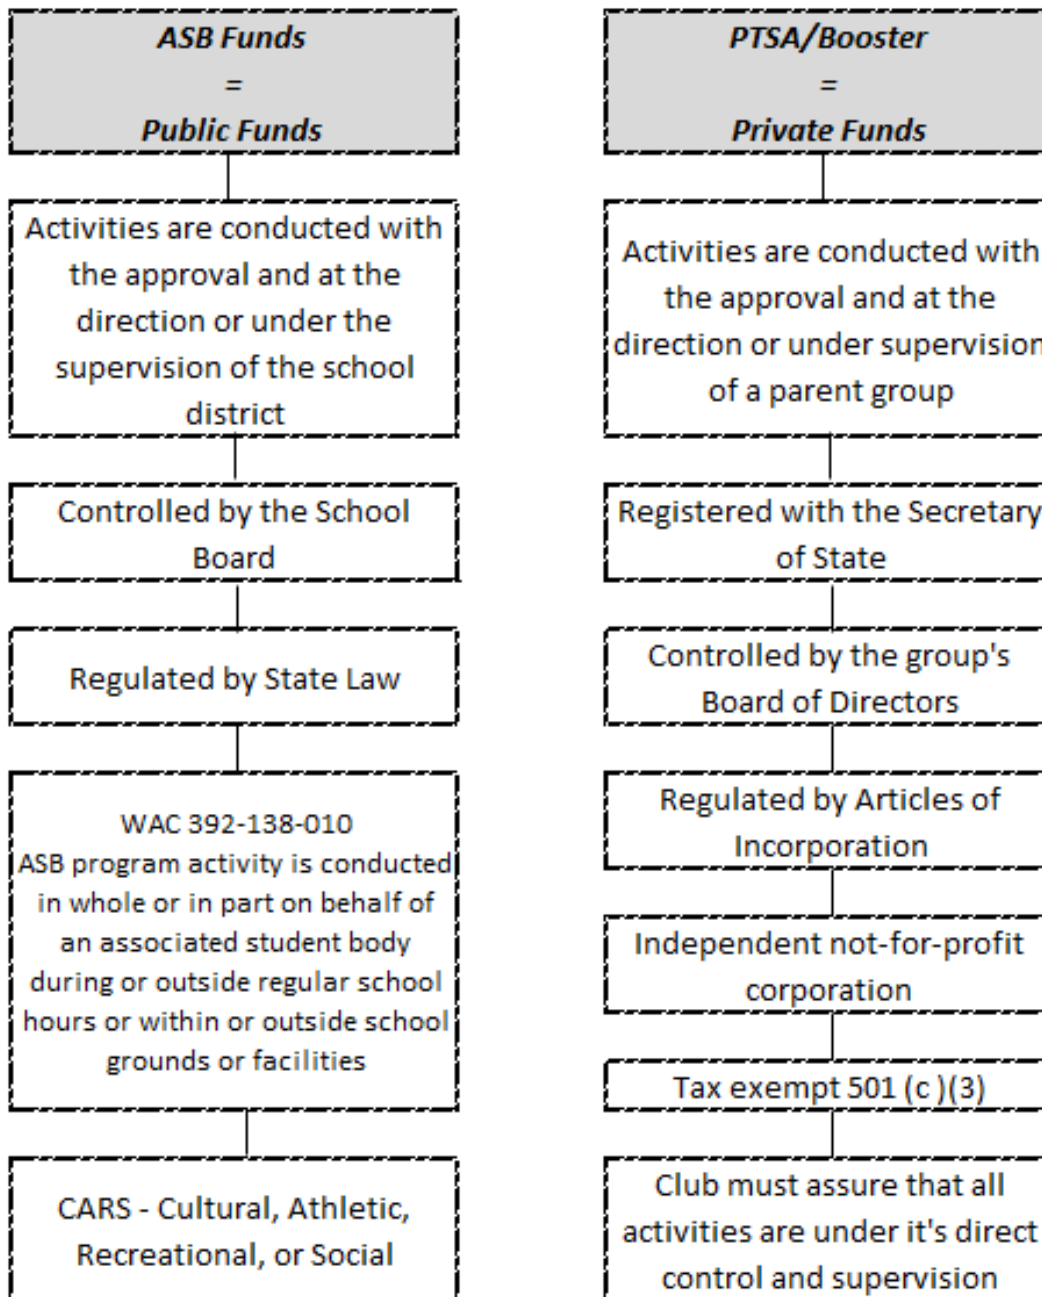 ASB Funds
=
Public Funds
Activities are conducted with
the approval and at the
direction or under the
supervision of the school
district
Controlled by the School
Board
Regulated by State Law
WAC 392-138-010
ASB program activity is conducted
in whole or in part on behalf of
an associated student body
during or outside regular school
hours or within or outside school
grounds or facilities
CARS - Cultural, Athletic,
Recreational, or Social
PTSA/Booster
=
Private Funds
Activities are conducted with
the approval and at the
direction or under supervision
of a parent group
Registered with the Secretary
of State
Controlled by the group's
Board of Directors
Regulated by Articles of
Incorporation
Independent not-for-profit
corporation
Tax exempt 501 (c )(3)
Club must assure that all
activities are under it's direct
control and supervision